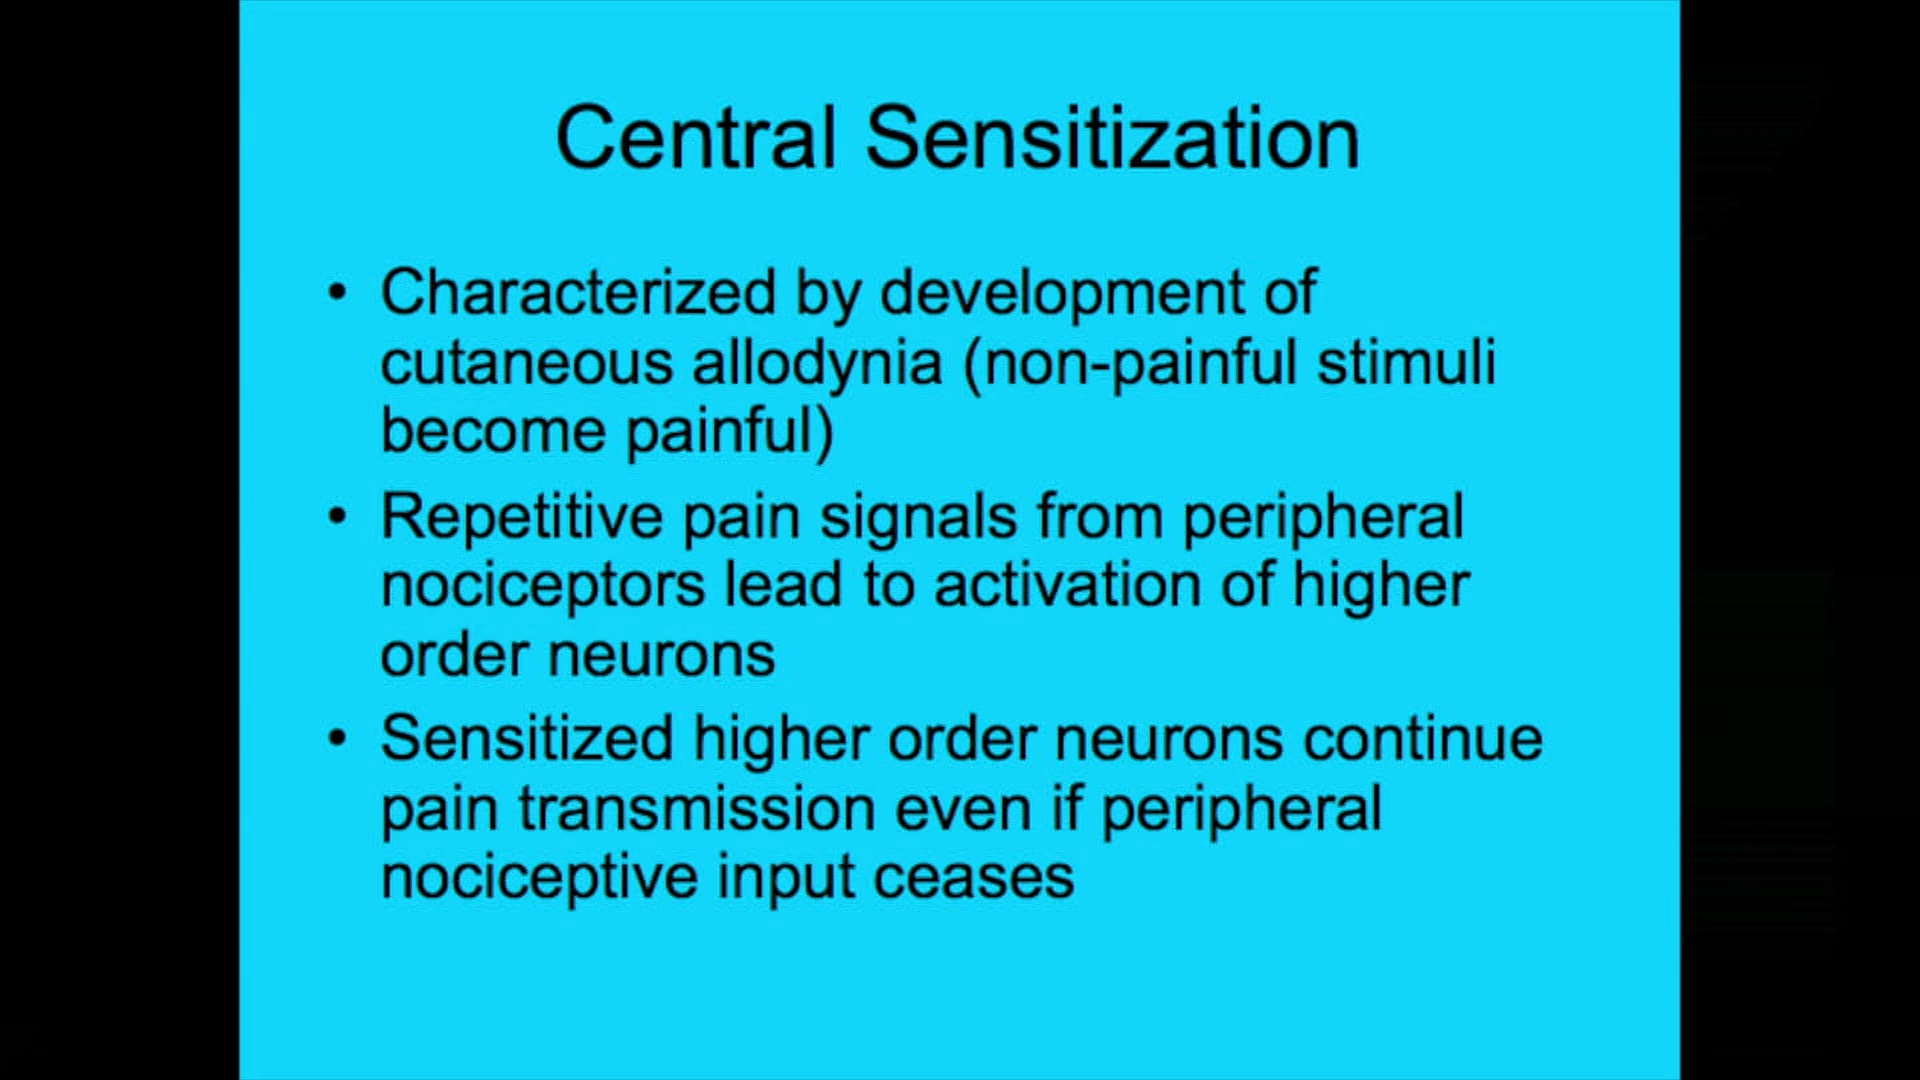 Central Sensitization
• Characterized by development of
cutaneous allodynia (non-painful stimuli
become painful)
• Repetitive pain signals from peripheral
nociceptors lead to activation of higher
order neurons
• Sensitized higher order neurons continue
pain transmission even if peripheral
nociceptive input ceases